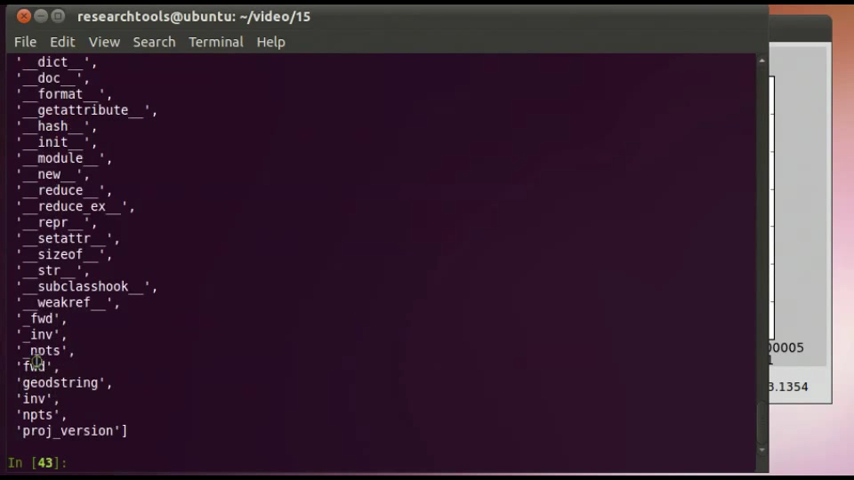 researchtools@ubuntu: ~/video/15
File Edit View Search Terminal Help
'__dict__',
'__doc__',
'__format__',
'__getattribute__',
'__hash__',
'__init__',
'__module__',
'__new__',
'__reduce__',
'__reduce_ex__',
'__repr__',
'__setattr__',
'__sizeof__',
'__str__',
'__subclasshook__',
'__weakref__',
'_fwd',
'_inv',
'_npts',
'fwd',
'geodstring',
'inv',
'npts',
'proj_version']
In [43]:
00005
3.1354